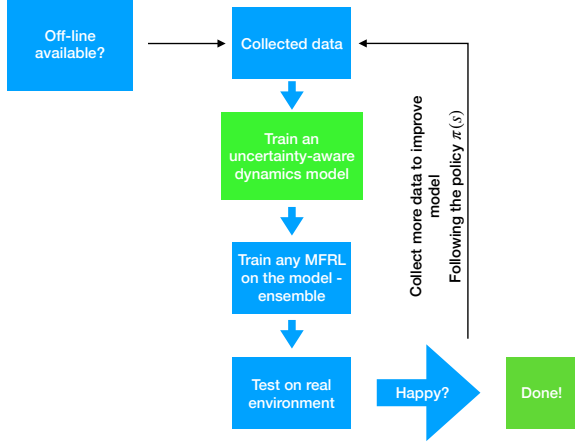 Off-line
available?
Collected data
Train an
uncertainty-aware
dynamics model
Train any MFRL
on the model -
ensemble
Test on real
environment
Happy?
Done!
Collect more data to improve
model
Following the policy π(s)